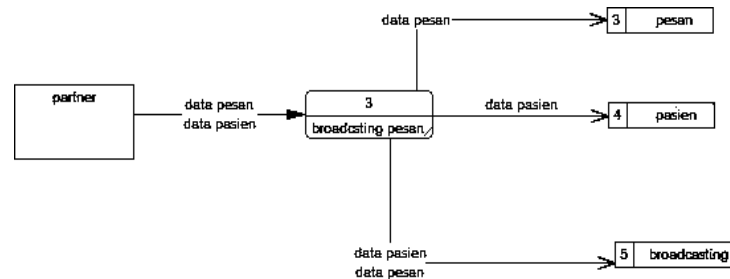 data pesan
3 pesan
partner
data pesan
data pasien
3
broadcsting pesan
data pasien
4 pasien
data pasien
data pesan
5 broadcasting